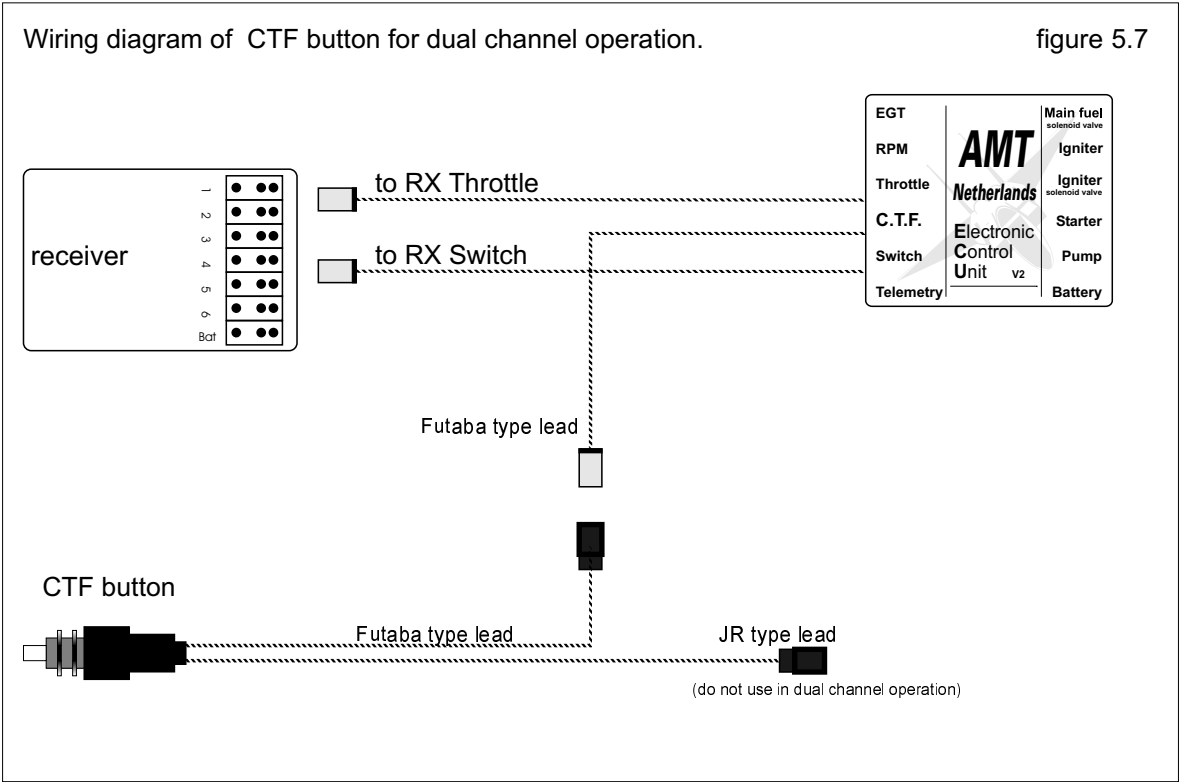 Wiring diagram of CTF button for dual channel operation.
figure 5.7
receiver
1
2
3
4
5
6
Bat
to RX Throttle
to RX Switch
EGT
RPM
Throttle
C.T.F.
Switch
Telemetry
AMT
Netherlands
Electronic
Control
Unit V2
Main fuel
solenoid valve
Igniter
Igniter
solenoid valve
Starter
Pump
Battery
Futaba type lead
CTF button
Futaba type lead
JR type lead
(do not use in dual channel operation)